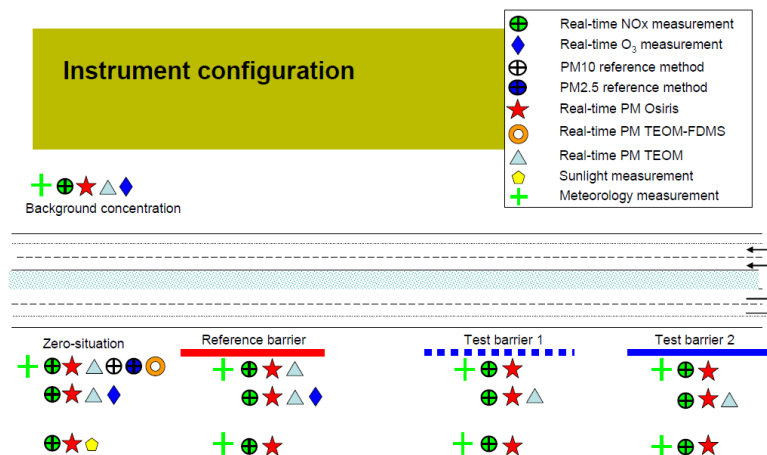 Instrument configuration
Real-time NOx measurement
Real-time O3 measurement
PM10 reference method
PM2.5 reference method
Real-time PM Osiris
Real-time PM TEOM-FDMS
Real-time PM TEOM
Sunlight measurement
Meteorology measurement
Background concentration
Zero-situation
Reference barrier
Test barrier 1
Test barrier 2